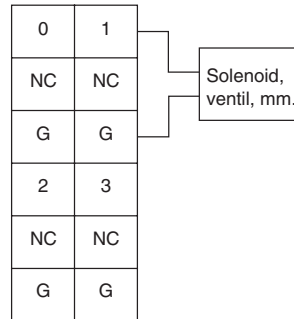 0 1
NC NC
G G
2 3
NC NC
G G
Solenoid,
ventil, mm.